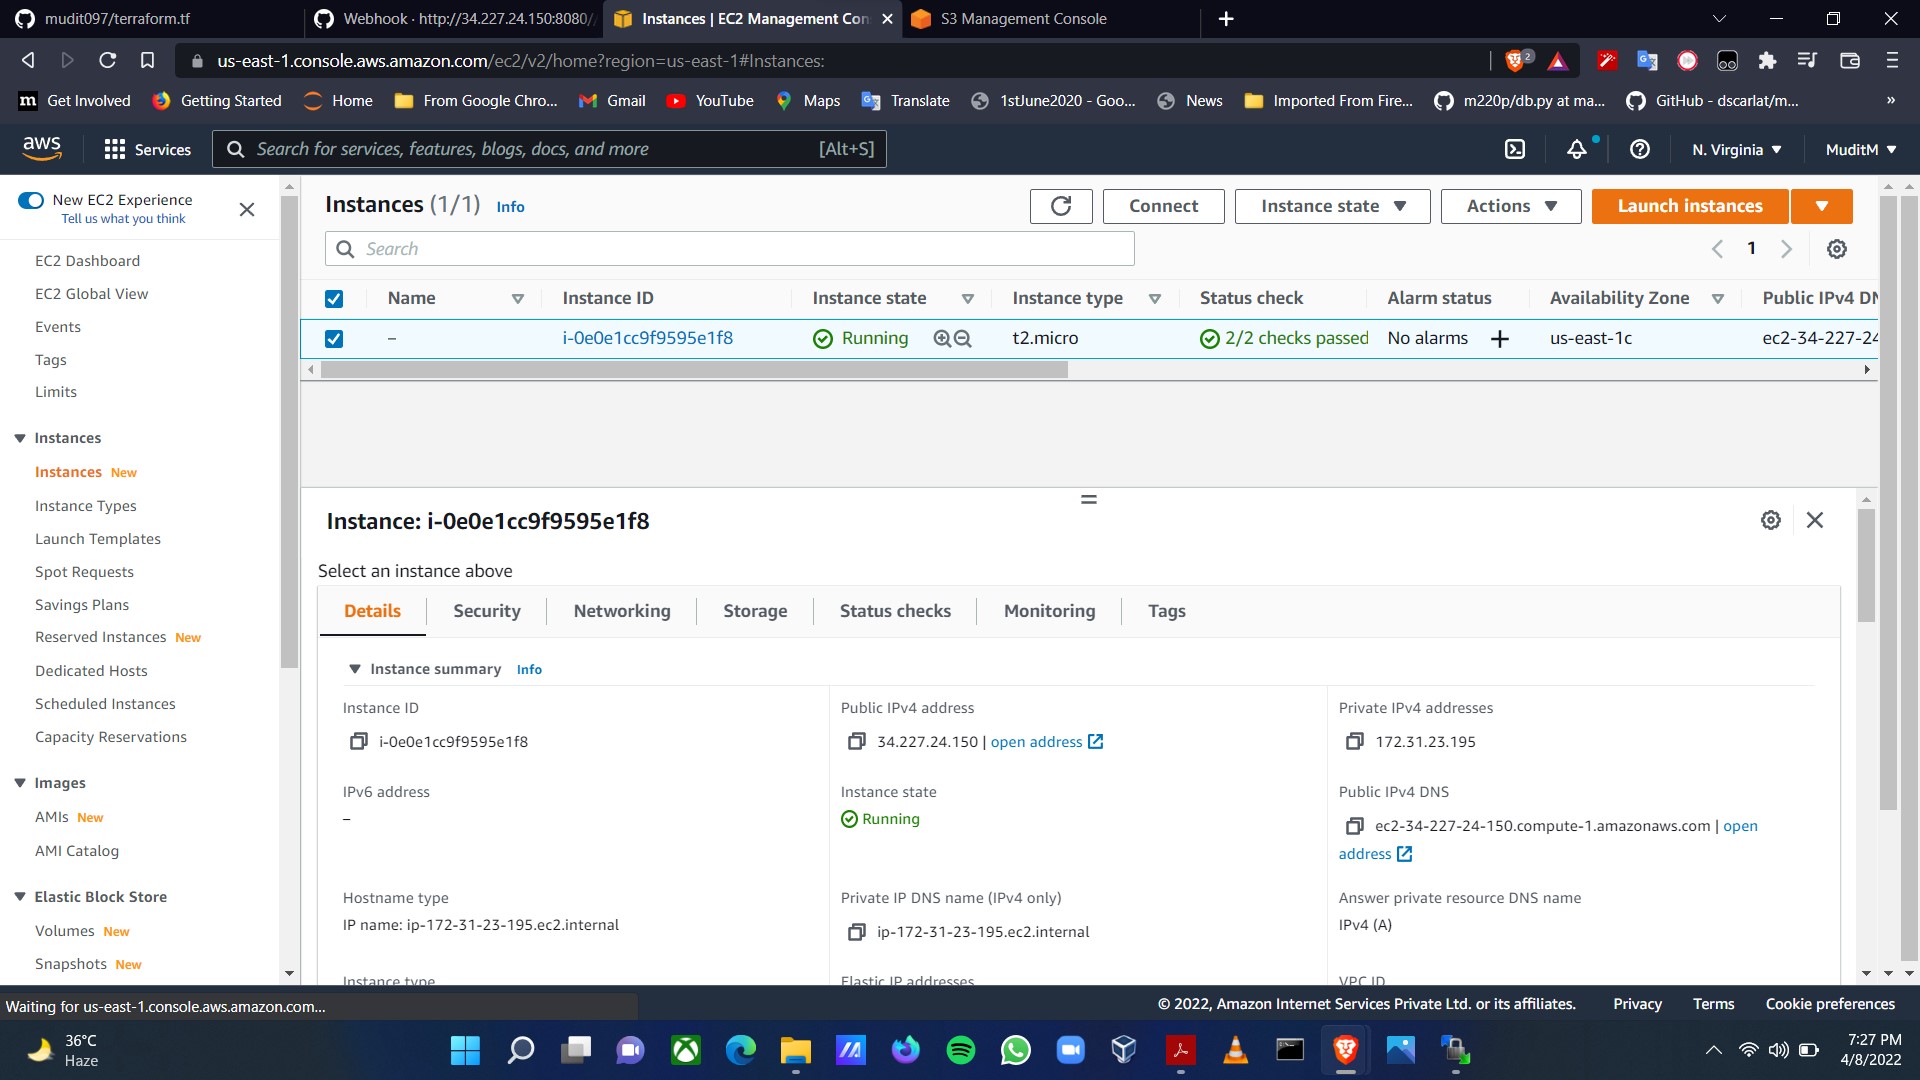 mudit097/terraform.tf
Webhook · http://34.227.24.150:8080/
Instances | EC2 Management Con
S3 Management Console
us-east-1.console.aws.amazon.com/ec2/v2/home?region=us-east-1#Instances:
2
Get Involved
Getting Started
Home
From Google Chro...
Gmail
YouTube
Maps
Translate
1stJune2020 - Goo...
News
Imported From Fire...
m220p/db.py at ma...
GitHub - dscarlat/m...
»
aws
Services
Search for services, features, blogs, docs, and more
[Alt+S]
N. Virginia
MuditM
New EC2 Experience
Tell us what you think
EC2 Dashboard
EC2 Global View
Events
Tags
Limits
Instances
Instances New
Instance Types
Launch Templates
Spot Requests
Savings Plans
Reserved Instances New
Dedicated Hosts
Scheduled Instances
Capacity Reservations
Images
AMIs New
AMI Catalog
Elastic Block Store
Volumes New
Snapshots New
Instances (1/1) Info
Connect
Instance state
Actions
Launch instances
Search
1
Name
Instance ID
Instance state
Instance type
Status check
Alarm status
Availability Zone
Public IPv4 DN
–
i-0e0e1cc9f9595e1f8
Running
t2.micro
2/2 checks passed
No alarms
us-east-1c
ec2-34-227-24
Instance: i-0e0e1cc9f9595e1f8
Select an instance above
Details
Security
Networking
Storage
Status checks
Monitoring
Tags
Instance summary Info
Instance ID
i-0e0e1cc9f9595e1f8
Public IPv4 address
34.227.24.150 | open address
Private IPv4 addresses
172.31.23.195
IPv6 address
–
Instance state
Running
Public IPv4 DNS
ec2-34-227-24-150.compute-1.amazonaws.com | open
address
Hostname type
IP name: ip-172-31-23-195.ec2.internal
Private IP DNS name (IPv4 only)
ip-172-31-23-195.ec2.internal
Answer private resource DNS name
IPv4 (A)
Instance type
Elastic IP addresses
VPC ID
Waiting for us-east-1.console.aws.amazon.com...
© 2022, Amazon Internet Services Private Ltd. or its affiliates.
Privacy
Terms
Cookie preferences
36°C
Haze
7:27 PM
4/8/2022